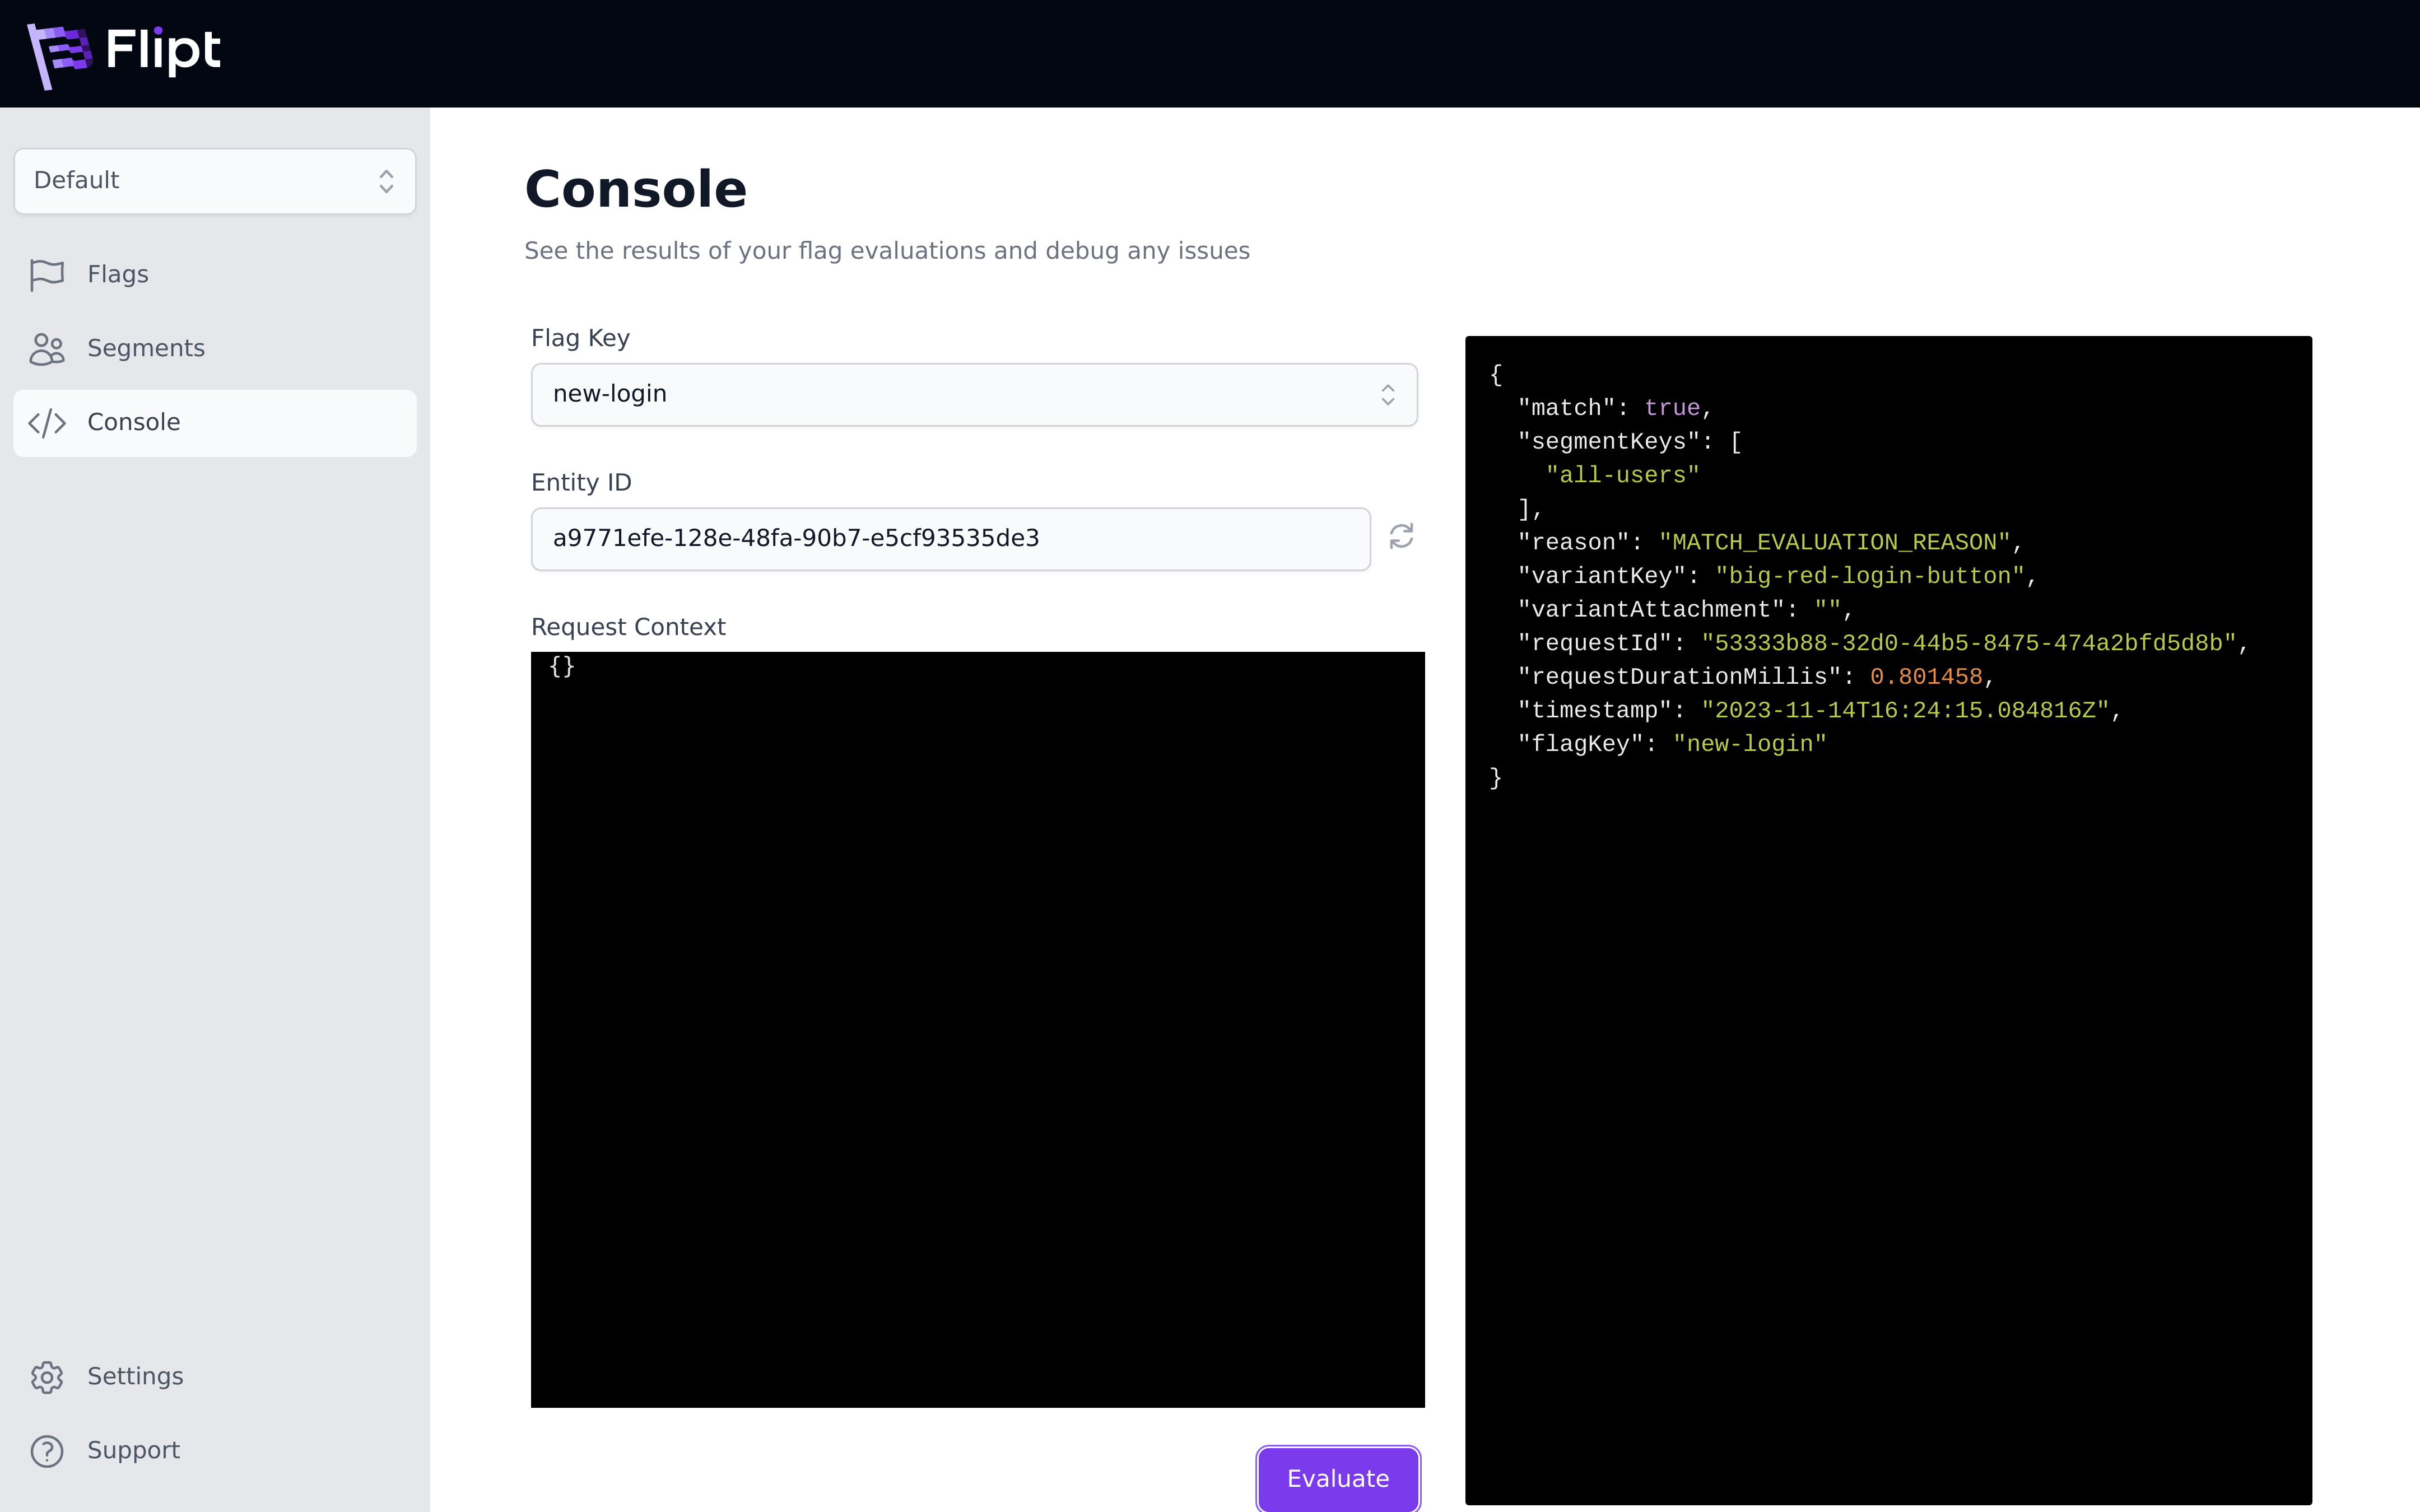 Flipt
Default
Flags
Segments
Console
Settings
Support
Console
See the results of your flag evaluations and debug any issues
Flag Key
new-login
Entity ID
a9771efe-128e-48fa-90b7-e5cf93535de3
Request Context
{}
Evaluate
{
  "match": true,
  "segmentKeys": [
    "all-users"
  ],
  "reason": "MATCH_EVALUATION_REASON",
  "variantKey": "big-red-login-button",
  "variantAttachment": "",
  "requestId": "53333b88-32d0-44b5-8475-474a2bfd5d8b",
  "requestDurationMillis": 0.801458,
  "timestamp": "2023-11-14T16:24:15.084816Z",
  "flagKey": "new-login"
}